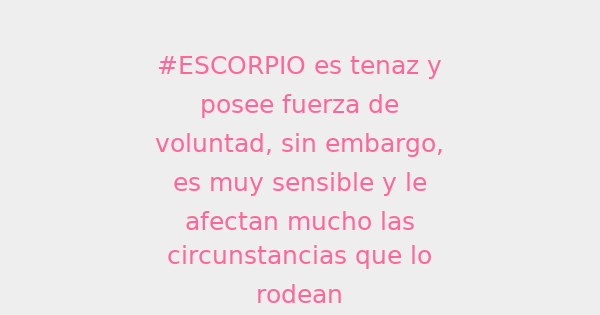 #ESCORPIO es tenaz y
posee fuerza de
voluntad, sin embargo,
es muy sensible y le
afectan mucho las
circunstancias que lo
rodean